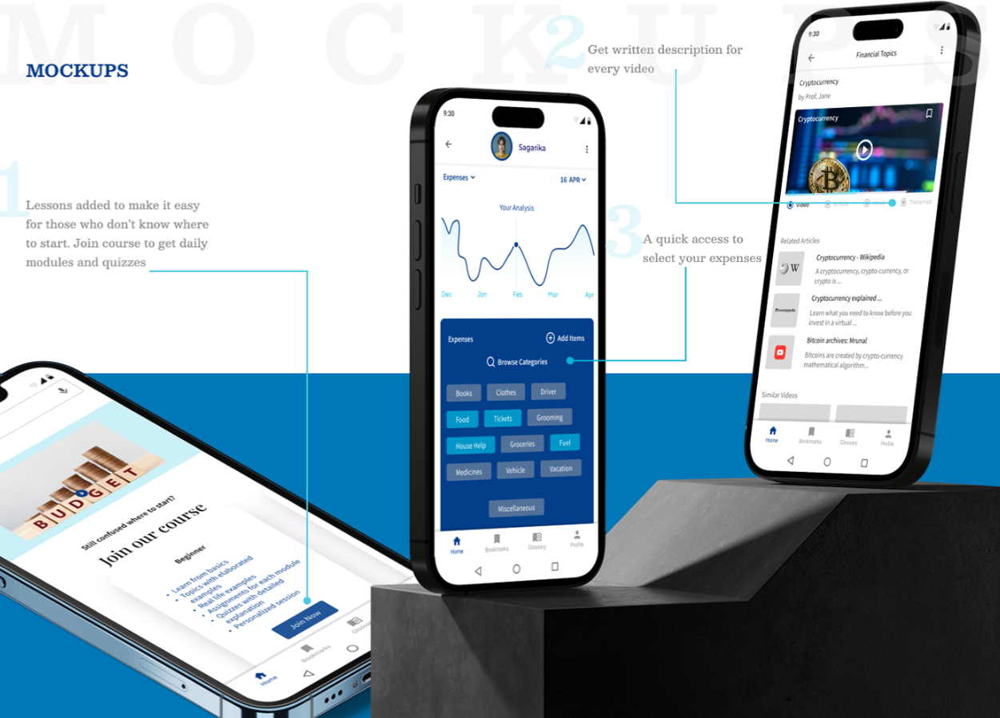 MOCKUPS
MOCKUPS
1
Lessons added to make it easy
for those who don't know where
to start. Join course to get daily
modules and quizzes
2
Get written description for
every video
3
A quick access to
select your expenses
BUDGET
Still confused where to start?
Join our course
Beginner
• Learn from basics
• Topics with elaborated
examples
• Real life examples
• Assignments for each module
• Quizzes with detailed
explanation
• Personalized session
Join Now
Home
Bookmarks
Glossary
9:30
Sagarika
Expenses
16 APR
Your Analysis
Dec Jan Feb Mar Apr
Expenses
Add Items
Browse Categories
Books Clothes Driver
Food Tickets Grooming
House Help Groceries Fuel
Medicines Vehicle Vacation
Miscellaneous
Home Bookmarks Glossary Profile
9:30
Financial Topics
Cryptocurrency
by Prof. Jane
Cryptocurrency
B
Video Transcript
Related Articles
W
Cryptocurrency - Wikipedia
A cryptocurrency, crypto-currency, or
crypto is ...
Investopedia
Cryptocurrency explained ...
Learn what you need to know before you
invest in a virtual ...
Bitcoin archives: Mrunal
Bitcoins are created by crypto-currency
mathematical algorithm...
Similar Videos
Home Bookmarks Glossary Profile